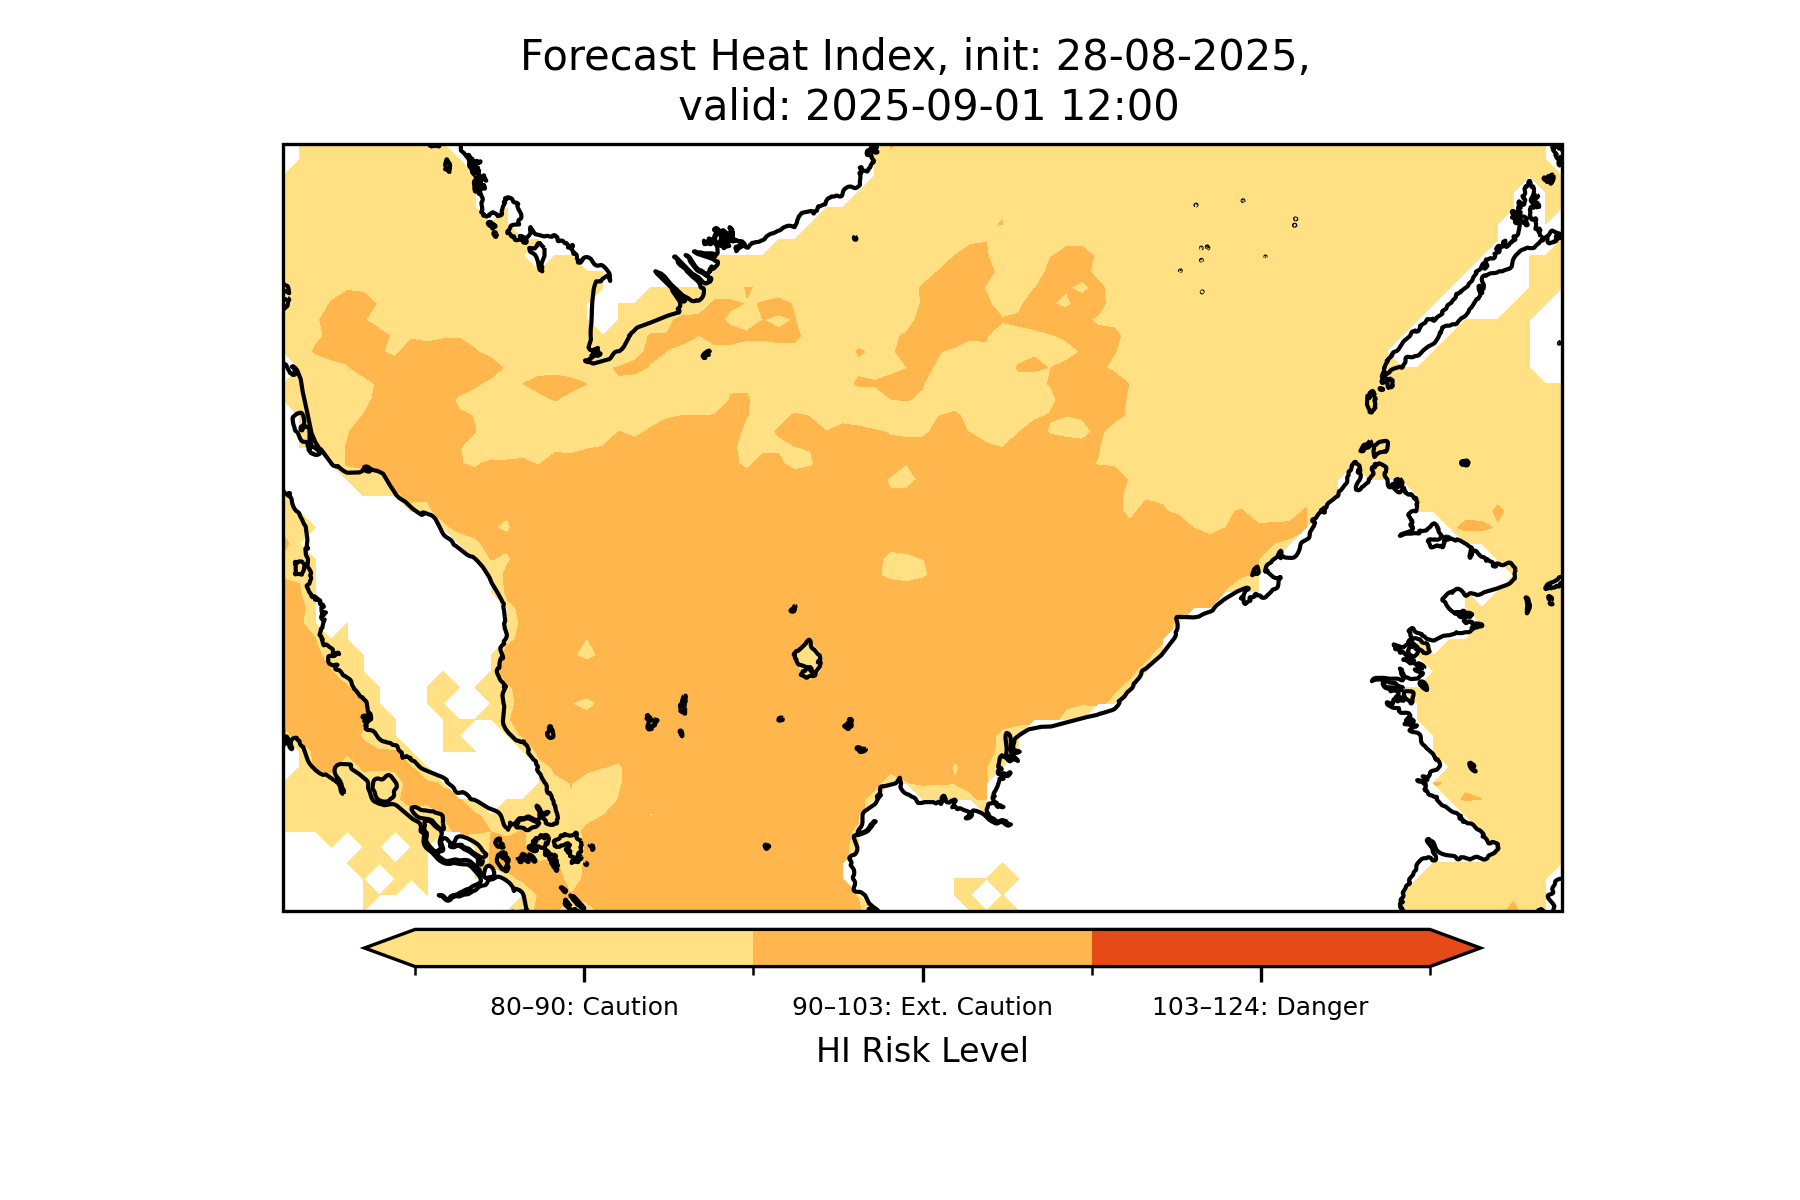 Forecast Heat Index, init: 28-08-2025,
valid: 2025-09-01 12:00
80–90: Caution
90–103: Ext. Caution
103–124: Danger
HI Risk Level